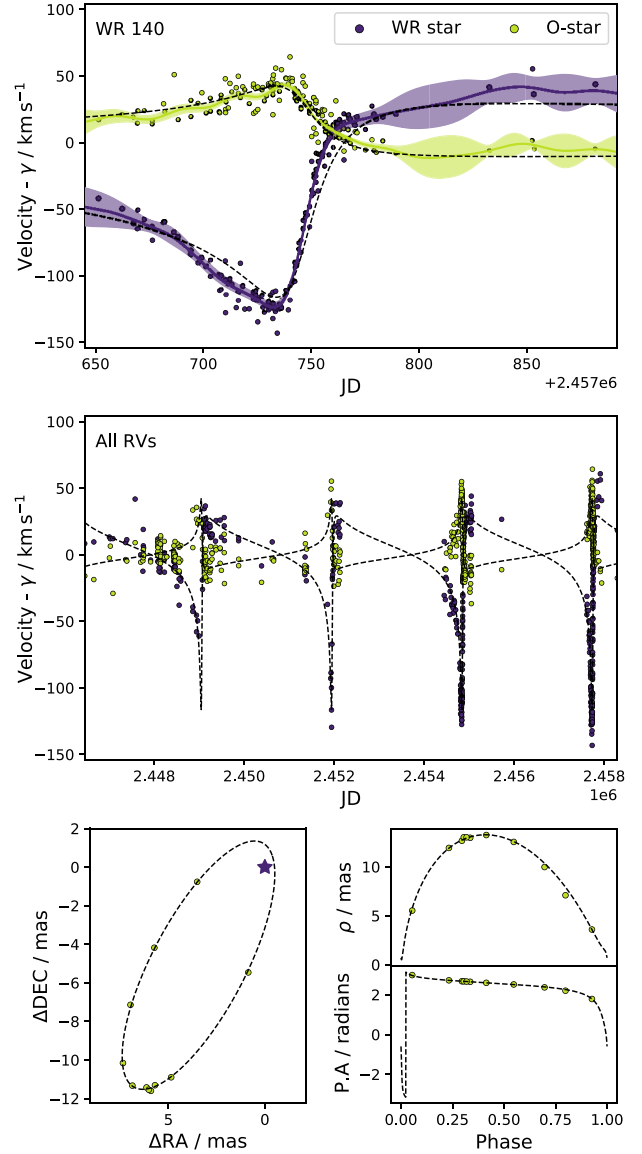 WR 140
WR star
O-star
100
50
0
−50
−100
−150
Velocity - γ / km s⁻¹
650
700
750
800
850
JD
+2.457e6
All RVs
100
50
0
−50
−100
−150
Velocity - γ / km s⁻¹
2.448
2.450
2.452
2.454
2.456
2.458
JD
1e6
2
0
−2
−4
−6
−8
−10
−12
ΔDEC / mas
5
0
ΔRA / mas
10
5
0
ρ / mas
2
0
−2
P.A / radians
0.00
0.25
0.50
0.75
1.00
Phase